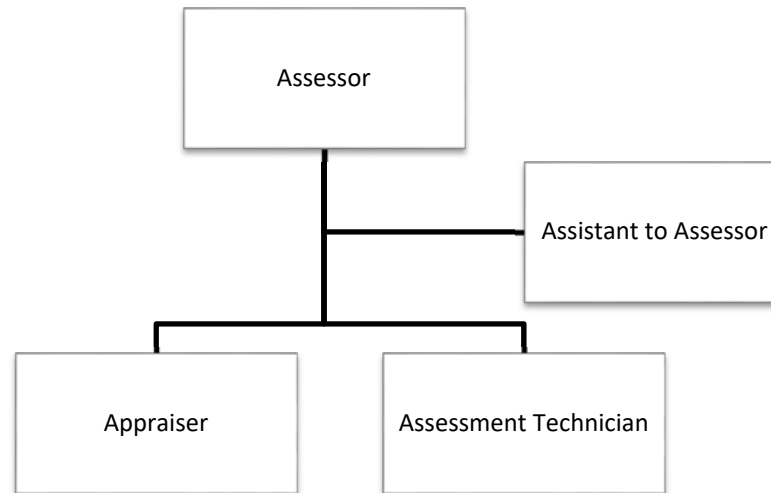 Assessor
Assistant to Assessor
Appraiser
Assessment Technician